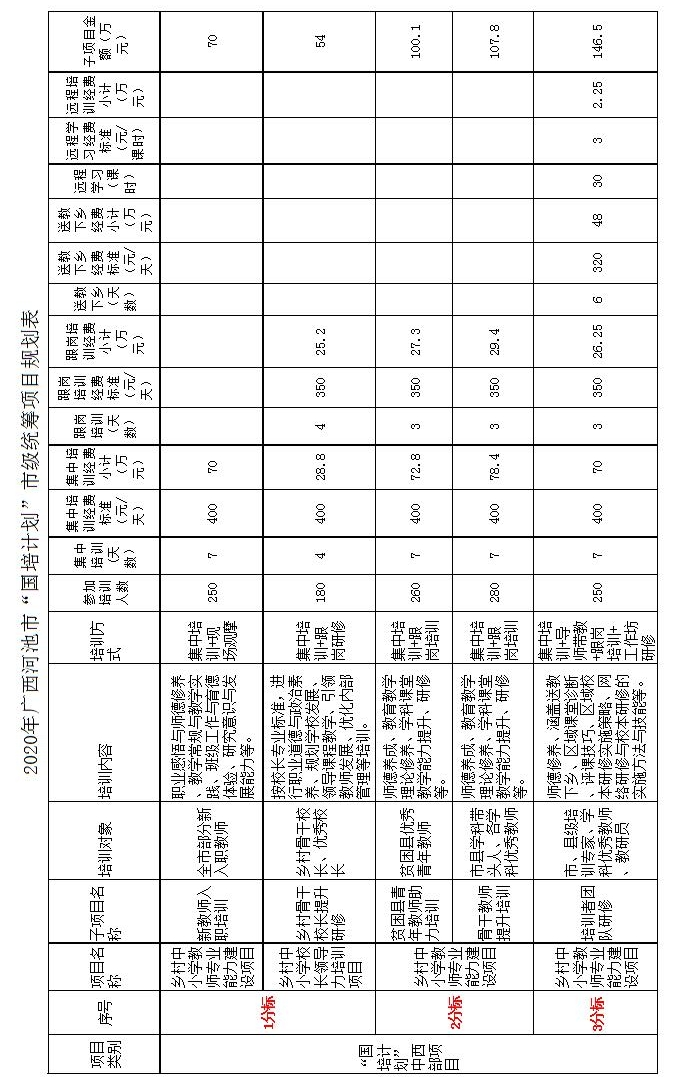 2020年广西河池市“国培计划”市级统筹项目规划表
项目
类别
序号
项目名
称
子项目名
称
培训对象
培训内容
培训方
式
参加
培训
人数
集中
培训
(天
数)
集中培
训经费
标准
(元/
天)
集中培
训经费
小计
(万
元)
跟岗
培训
(天
数)
跟岗
培训
经费
标准
(元/
天)
跟岗培
训经费
小计
(万
元)
送教
下乡
(天
数)
送教
下乡
经费
标准
(元/
天)
送教
下乡
经费
小计
(万
元)
远程
学习
(课
时)
远程学
习经费
标准
(元/
课时)
远程培
训经费
小计
(万
元)
子项目金
额(万
元)
“国
培计
划”
中西
部项
目
1分标
乡村中
小学教
师专业
能力建
设项目
新教师入
职培训
全市部分新
入职教师
职业感悟与师德修养
、教学常规与教学实
践、班级工作与育德
体验、研究意识与发
展能力等。
集中培
训+现
场观摩
250
7
400
70
70
乡村中
小学校
长领导
力培训
项目
乡村骨干
校长提升
研修
乡村骨干校
长、优秀校
长
按校长专业标准,进
行职业道德与政治素
养、规划学校发展、
领导课程教学、引领
教师发展、优化内部
管理等培训。
集中培
训+跟
岗研修
180
4
400
28.8
4
350
25.2
54
2分标
乡村中
小学教
师专业
能力建
设项目
贫困县青
年教师助
力培训
贫困县优秀
青年教师
师德养成、教育教学
理论修养、学科课堂
教学能力提升、研修
等。
集中培
训+跟
岗培训
260
7
400
72.8
3
350
27.3
100.1
骨干教师
提升培训
市县学科带
头人、各学
科优秀教师
师德养成、教育教学
理论修养、学科课堂
教学能力提升、研修
等。
集中培
训+跟
岗培训
280
7
400
78.4
3
350
29.4
107.8
3分标
乡村中
小学教
师专业
能力建
设项目
培训者团
队研修
市、县级培
训专家、学
科优秀教师
、教研员
师德修养、涵盖送教
下乡、区域课堂诊断
、评课技巧、区域校
本研修实施策略、网
络研修与校本研修的
实施方法与技能等。
集中培
训+导
师带教
+跟岗
培训+
工作坊
研修
250
7
400
70
3
350
26.25
6
320
48
30
3
2.25
146.5